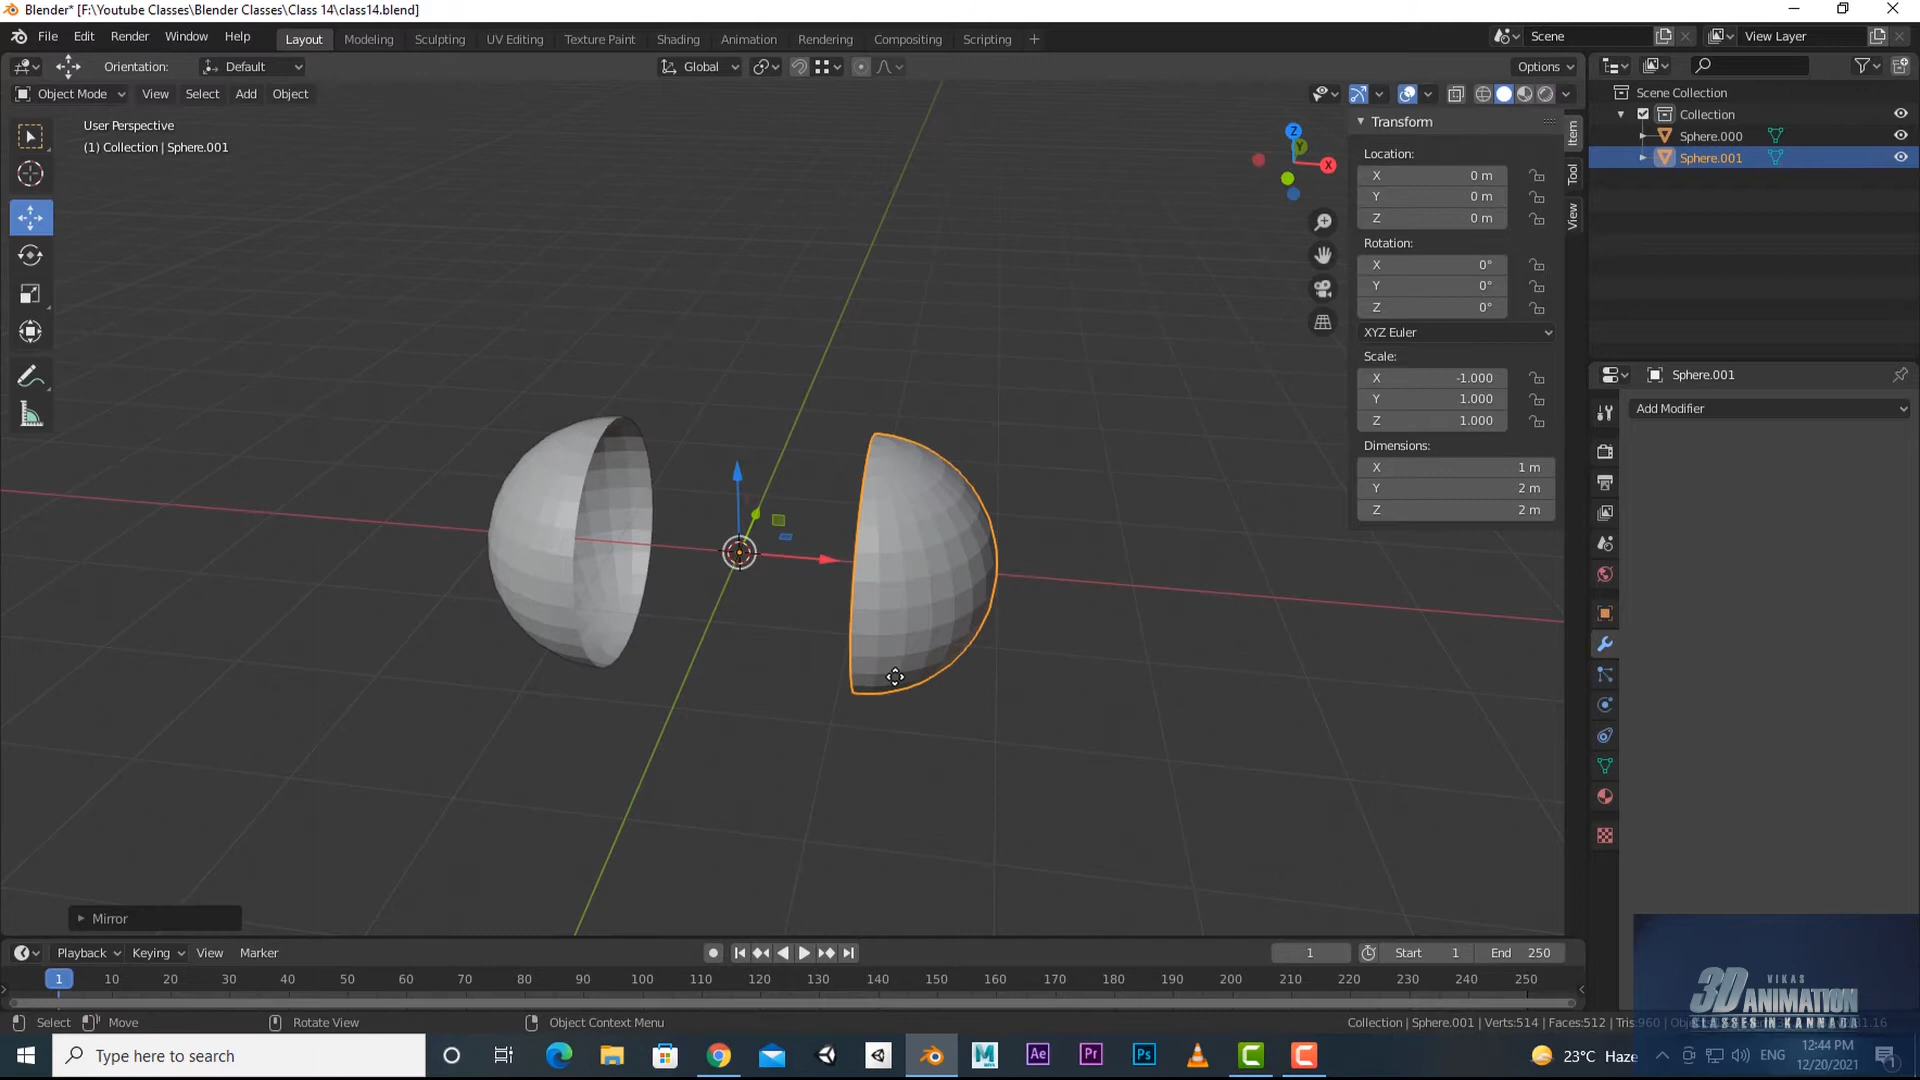 Blender* [F:\Youtube Classes\Blender Classes\Class 14\class14.blend]
File Edit Render Window Help Layout Modeling Sculpting UV Editing Texture Paint Shading Animation Rendering Compositing Scripting + Scene View Layer
Orientation: Default Global Options
Object Mode View Select Add Object
User Perspective
(1) Collection | Sphere.001
Z
Y
X
Transform
Location:
X 0 m
Y 0 m
Z 0 m
Rotation:
X 0°
Y 0°
Z 0°
XYZ Euler
Scale:
X -1.000
Y 1.000
Z 1.000
Dimensions:
X 1 m
Y 2 m
Z 2 m
Item
Tool
View
Scene Collection
Collection
Sphere.000
Sphere.001
Sphere.001
Add Modifier
Mirror
Playback Keying View Marker 1 Start 1 End 250
1 10 20 30 40 50 60 70 80 90 100 110 120 130 140 150 160 170 180 190 200 210 220 230 240 250
VIKAS
3D ANIMATION
CLASSES IN KANNADA
Select Move Rotate View Object Context Menu Collection | Sphere.001 | Verts:514 | Faces:512 | Tris:960 |
Type here to search
Ae Pr Ps
23°C Haze ENG
12:44 PM
12/20/2021
1